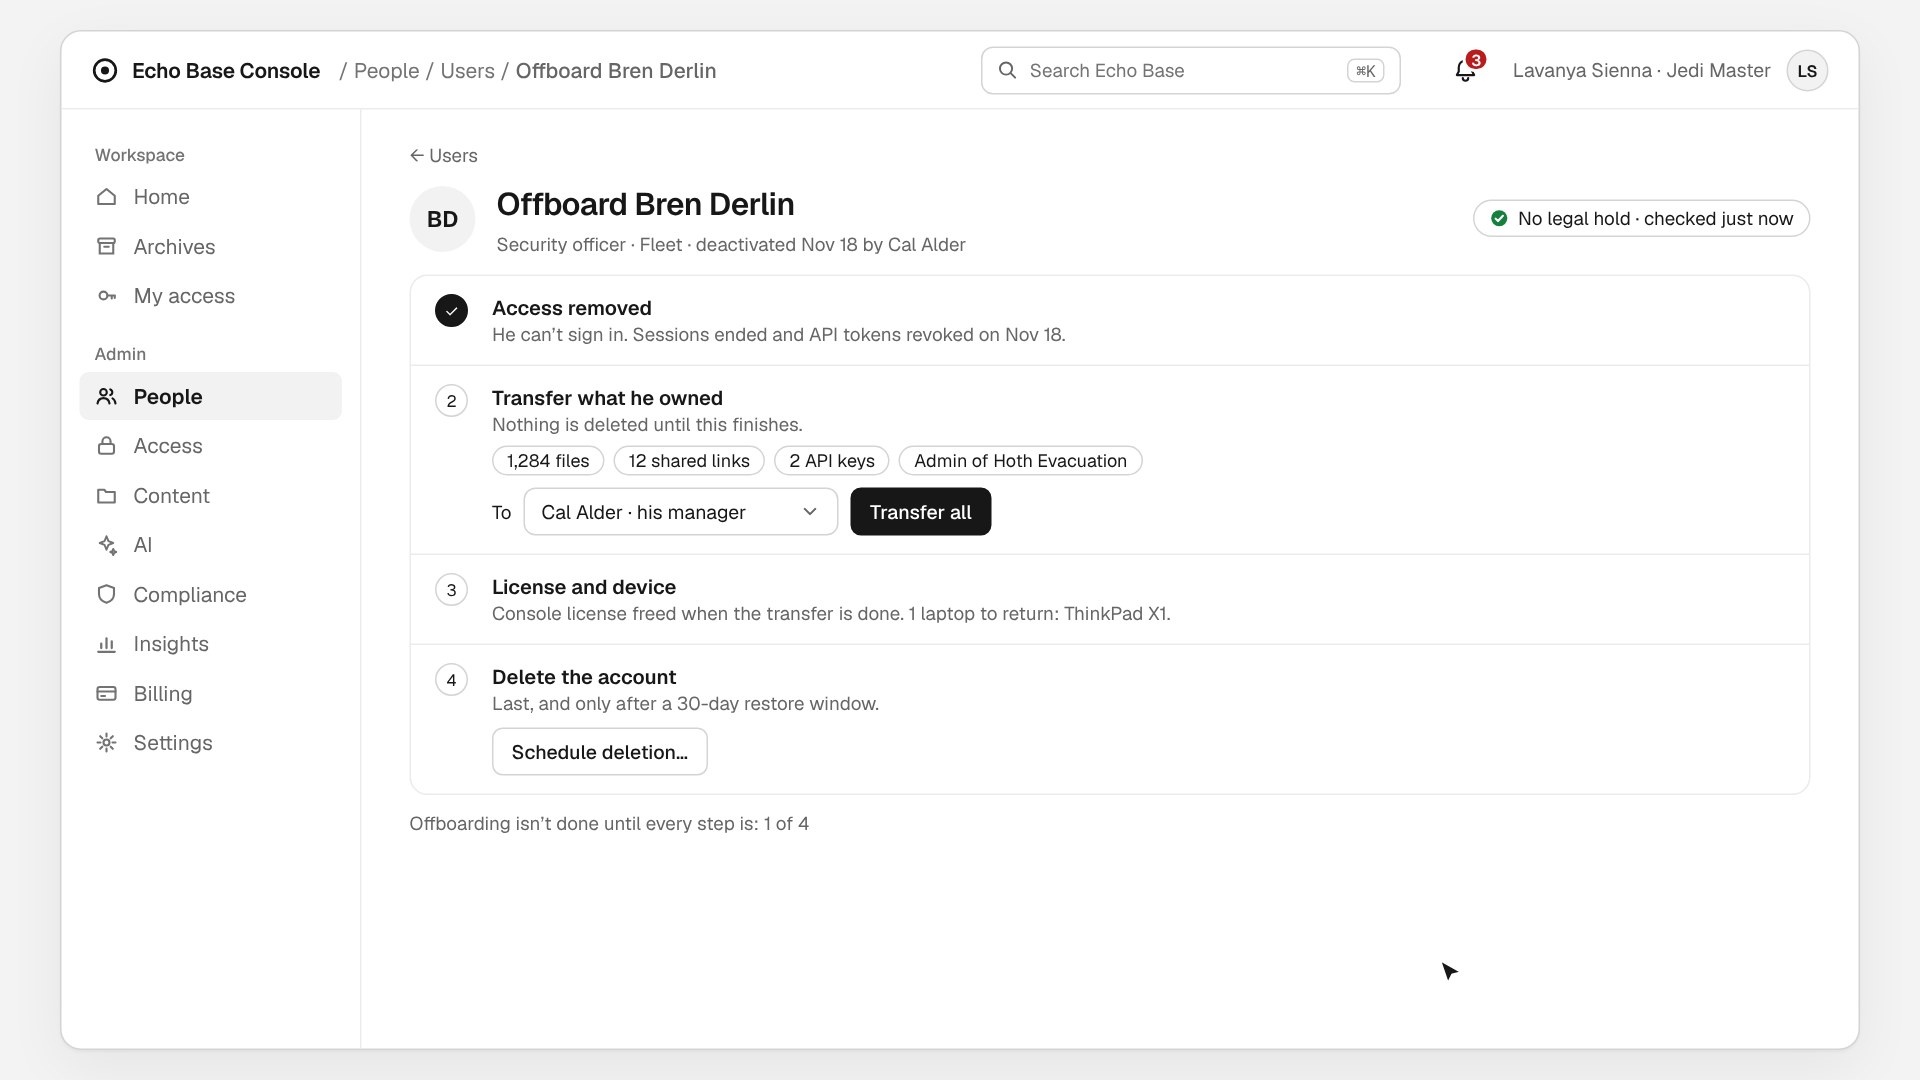 Echo Base Console / People / Users / Offboard Bren Derlin
Search Echo Base ⌘K
3
Lavanya Sienna · Jedi Master LS
Workspace
Home
Archives
My access
Admin
People
Access
Content
AI
Compliance
Insights
Billing
Settings
← Users
BD
Offboard Bren Derlin
Security officer · Fleet · deactivated Nov 18 by Cal Alder
No legal hold · checked just now
Access removed
He can’t sign in. Sessions ended and API tokens revoked on Nov 18.
2 Transfer what he owned
Nothing is deleted until this finishes.
1,284 files 12 shared links 2 API keys Admin of Hoth Evacuation
To Cal Alder · his manager Transfer all
3 License and device
Console license freed when the transfer is done. 1 laptop to return: ThinkPad X1.
4 Delete the account
Last, and only after a 30-day restore window.
Schedule deletion…
Offboarding isn’t done until every step is: 1 of 4